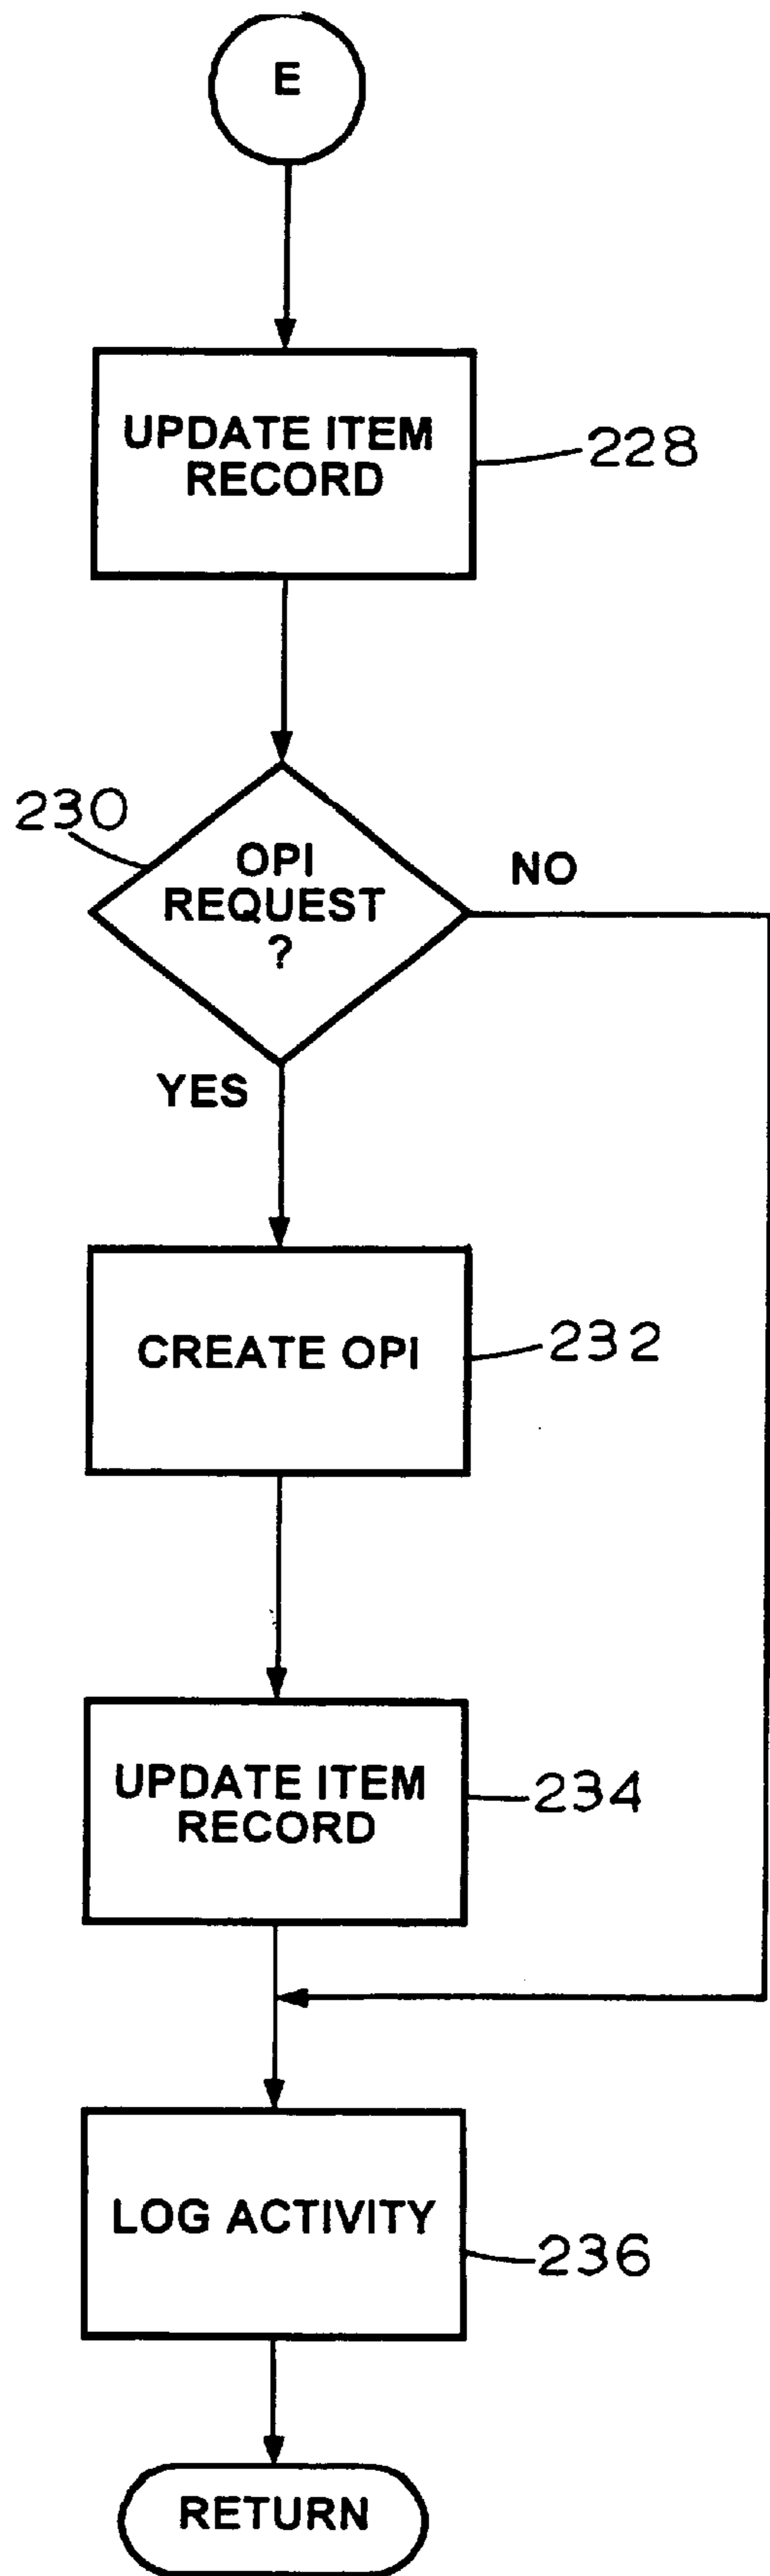 E
UPDATE ITEM
RECORD
228
230
OPI
REQUEST
?
NO
YES
CREATE OPI
232
UPDATE ITEM
RECORD
234
LOG ACTIVITY
236
RETURN